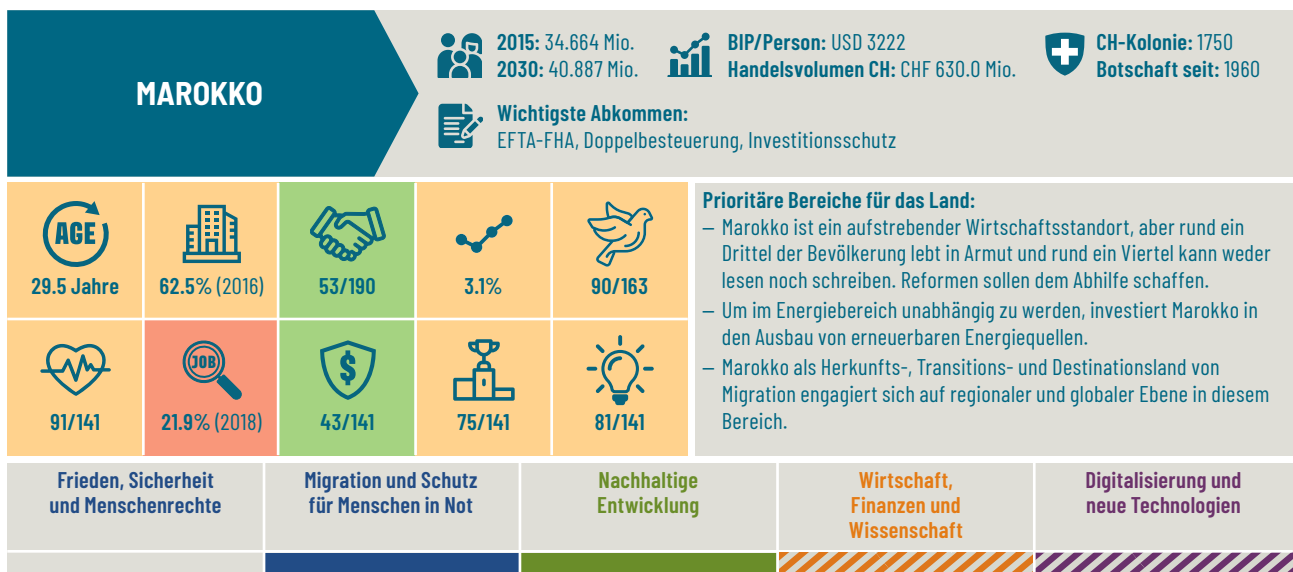 MAROKKO
2015: 34.664 Mio.
2030: 40.887 Mio.
BIP/Person: USD 3222
Handelsvolumen CH: CHF 630.0 Mio.
CH-Kolonie: 1750
Botschaft seit: 1960
Wichtigste Abkommen:
EFTA-FHA, Doppelbesteuerung, Investitionsschutz
AGE
29.5 Jahre
62.5% (2016)
53/190
3.1%
90/163
91/141
JOB
21.9% (2018)
$
43/141
75/141
81/141
Prioritäre Bereiche für das Land:
– Marokko ist ein aufstrebender Wirtschaftsstandort, aber rund ein
Drittel der Bevölkerung lebt in Armut und rund ein Viertel kann weder
lesen noch schreiben. Reformen sollen dem Abhilfe schaffen.
– Um im Energiebereich unabhängig zu werden, investiert Marokko in
den Ausbau von erneuerbaren Energiequellen.
– Marokko als Herkunfts-, Transitions- und Destinationsland von
Migration engagiert sich auf regionaler und globaler Ebene in diesem
Bereich.
Frieden, Sicherheit
und Menschenrechte
Migration und Schutz
für Menschen in Not
Nachhaltige
Entwicklung
Wirtschaft,
Finanzen und
Wissenschaft
Digitalisierung und
neue Technologien